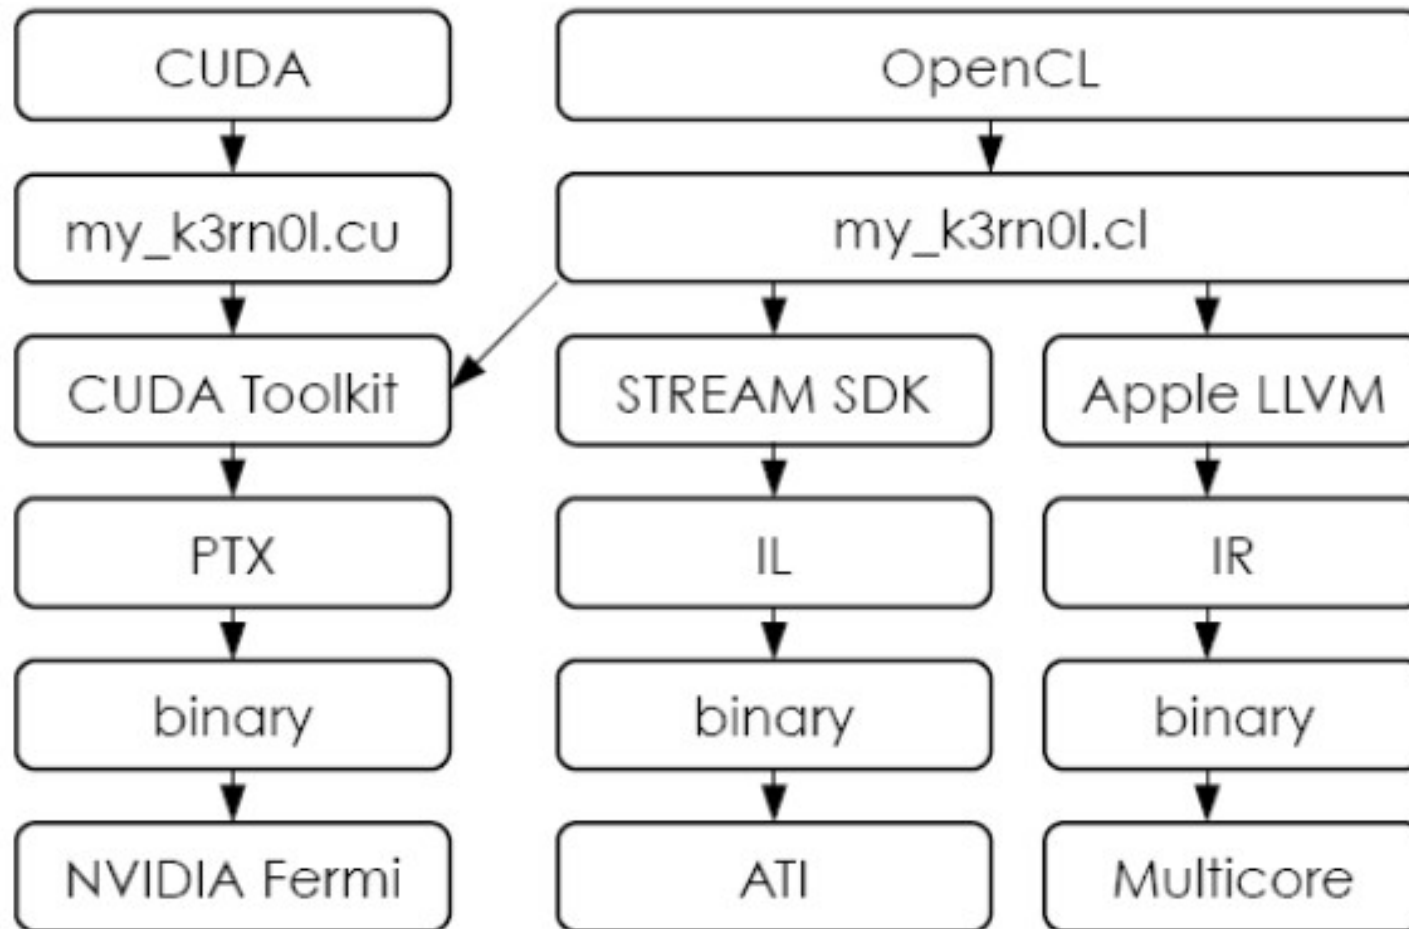 CUDA
OpenCL
my_k3rn0l.cu
my_k3rn0l.cl
CUDA Toolkit
STREAM SDK
Apple LLVM
PTX
IL
IR
binary
binary
binary
NVIDIA Fermi
ATI
Multicore